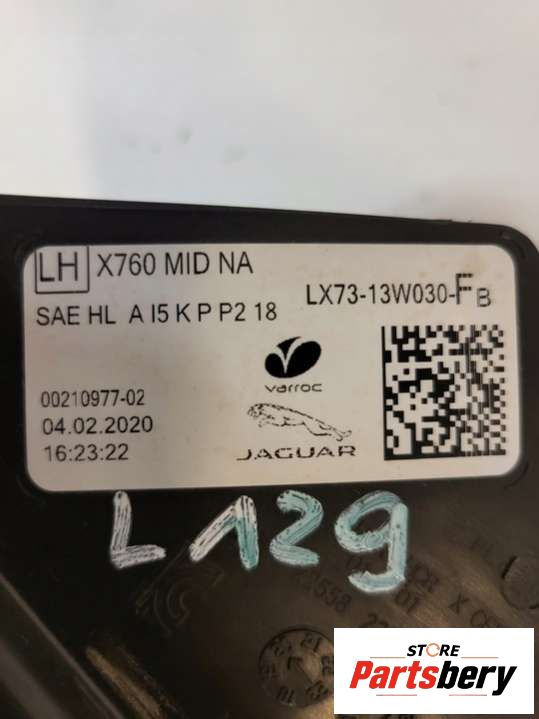 LH X760 MID NA
SAE HL A I5 K P P2 18
LX73-13W030-FB
varroc
00210977-02
04.02.2020
16:23:22
JAGUAR
L129
STORE
Partsbery